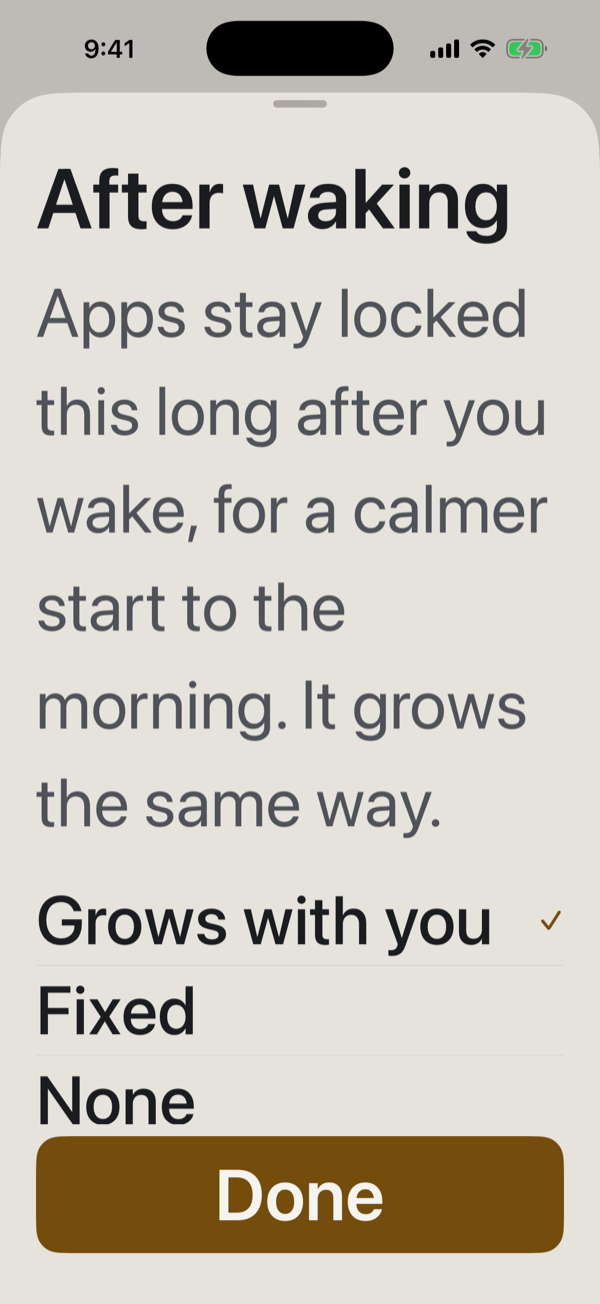 9:41
After waking
Apps stay locked
this long after you
wake, for a calmer
start to the
morning. It grows
the same way.
Grows with you
Fixed
None
Done